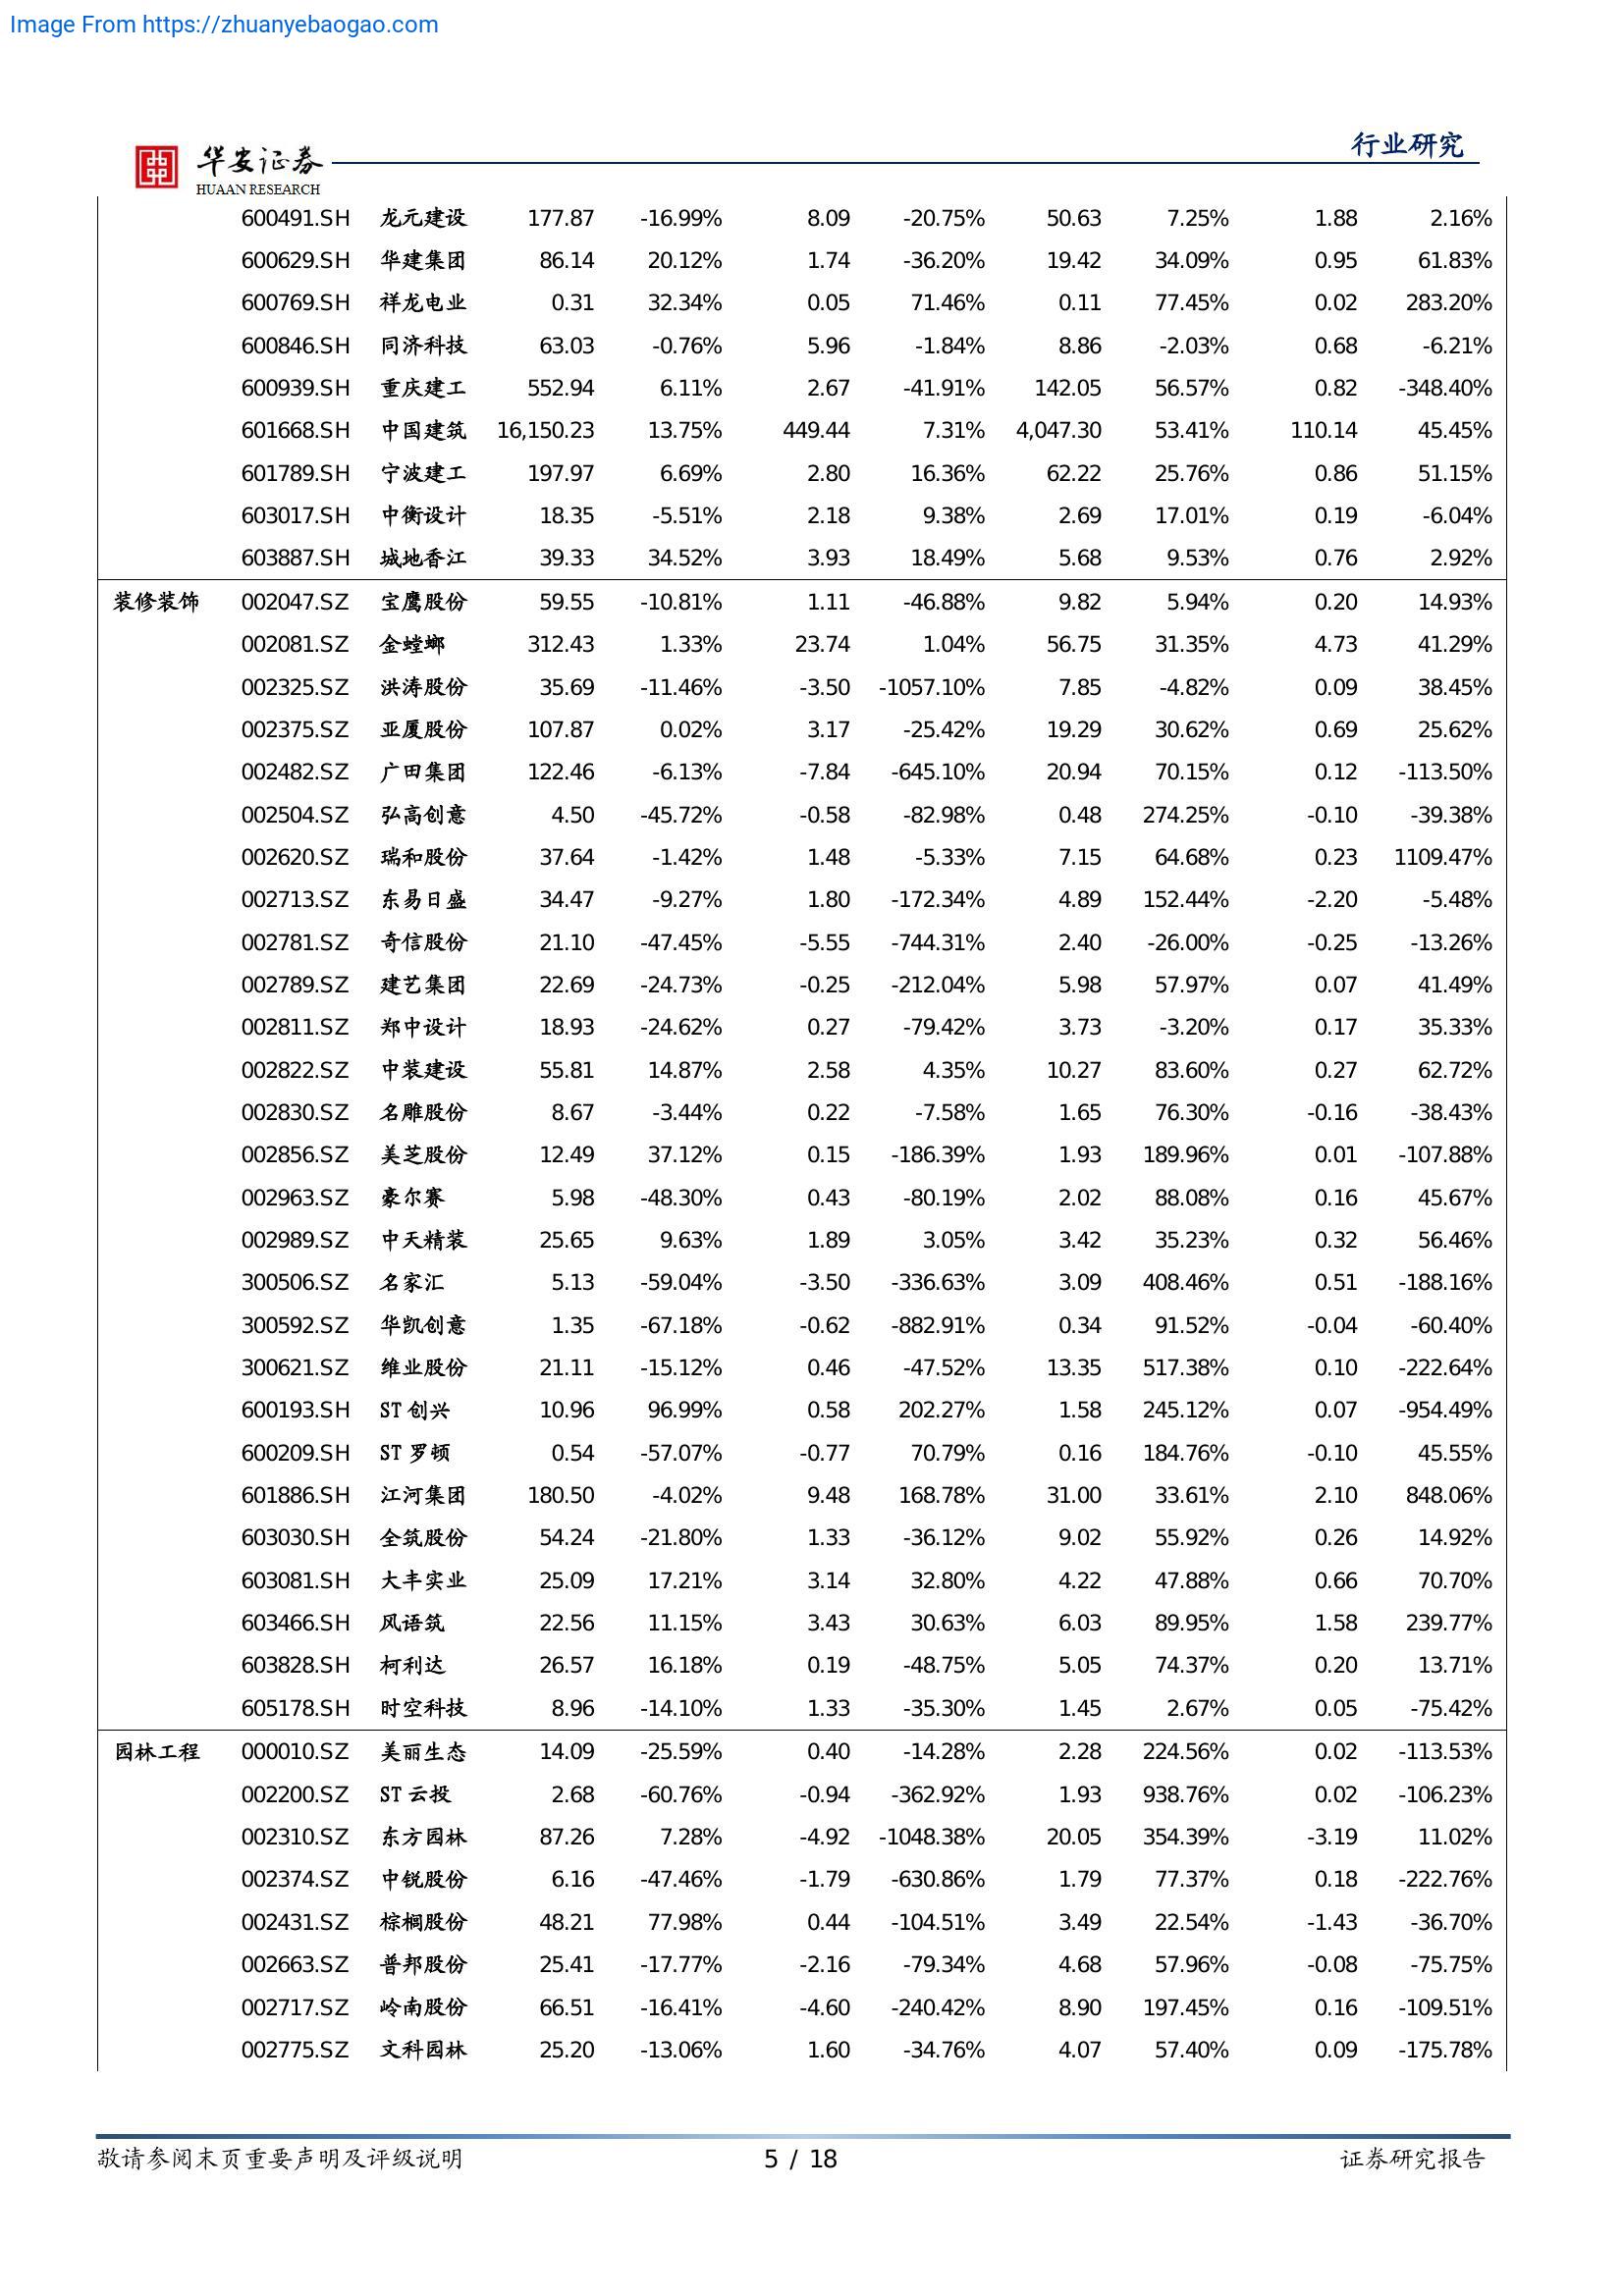 Image From https://zhuanyebaogao.com
华安证券
HUAAN RESEARCH
行业研究
600491.SH 龙元建设 177.87 -16.99% 8.09 -20.75% 50.63 7.25% 1.88 2.16%
600629.SH 华建集团 86.14 20.12% 1.74 -36.20% 19.42 34.09% 0.95 61.83%
600769.SH 祥龙电业 0.31 32.34% 0.05 71.46% 0.11 77.45% 0.02 283.20%
600846.SH 同济科技 63.03 -0.76% 5.96 -1.84% 8.86 -2.03% 0.68 -6.21%
600939.SH 重庆建工 552.94 6.11% 2.67 -41.91% 142.05 56.57% 0.82 -348.40%
601668.SH 中国建筑 16,150.23 13.75% 449.44 7.31% 4,047.30 53.41% 110.14 45.45%
601789.SH 宁波建工 197.97 6.69% 2.80 16.36% 62.22 25.76% 0.86 51.15%
603017.SH 中衡设计 18.35 -5.51% 2.18 9.38% 2.69 17.01% 0.19 -6.04%
603887.SH 城地香江 39.33 34.52% 3.93 18.49% 5.68 9.53% 0.76 2.92%
装修装饰 002047.SZ 宝鹰股份 59.55 -10.81% 1.11 -46.88% 9.82 5.94% 0.20 14.93%
002081.SZ 金螳螂 312.43 1.33% 23.74 1.04% 56.75 31.35% 4.73 41.29%
002325.SZ 洪涛股份 35.69 -11.46% -3.50 -1057.10% 7.85 -4.82% 0.09 38.45%
002375.SZ 亚厦股份 107.87 0.02% 3.17 -25.42% 19.29 30.62% 0.69 25.62%
002482.SZ 广田集团 122.46 -6.13% -7.84 -645.10% 20.94 70.15% 0.12 -113.50%
002504.SZ 弘高创意 4.50 -45.72% -0.58 -82.98% 0.48 274.25% -0.10 -39.38%
002620.SZ 瑞和股份 37.64 -1.42% 1.48 -5.33% 7.15 64.68% 0.23 1109.47%
002713.SZ 东易日盛 34.47 -9.27% 1.80 -172.34% 4.89 152.44% -2.20 -5.48%
002781.SZ 奇信股份 21.10 -47.45% -5.55 -744.31% 2.40 -26.00% -0.25 -13.26%
002789.SZ 建艺集团 22.69 -24.73% -0.25 -212.04% 5.98 57.97% 0.07 41.49%
002811.SZ 郑中设计 18.93 -24.62% 0.27 -79.42% 3.73 -3.20% 0.17 35.33%
002822.SZ 中装建设 55.81 14.87% 2.58 4.35% 10.27 83.60% 0.27 62.72%
002830.SZ 名雕股份 8.67 -3.44% 0.22 -7.58% 1.65 76.30% -0.16 -38.43%
002856.SZ 美芝股份 12.49 37.12% 0.15 -186.39% 1.93 189.96% 0.01 -107.88%
002963.SZ 豪尔赛 5.98 -48.30% 0.43 -80.19% 2.02 88.08% 0.16 45.67%
002989.SZ 中天精装 25.65 9.63% 1.89 3.05% 3.42 35.23% 0.32 56.46%
300506.SZ 名家汇 5.13 -59.04% -3.50 -336.63% 3.09 408.46% 0.51 -188.16%
300592.SZ 华凯创意 1.35 -67.18% -0.62 -882.91% 0.34 91.52% -0.04 -60.40%
300621.SZ 维业股份 21.11 -15.12% 0.46 -47.52% 13.35 517.38% 0.10 -222.64%
600193.SH ST创兴 10.96 96.99% 0.58 202.27% 1.58 245.12% 0.07 -954.49%
600209.SH ST罗顿 0.54 -57.07% -0.77 70.79% 0.16 184.76% -0.10 45.55%
601886.SH 江河集团 180.50 -4.02% 9.48 168.78% 31.00 33.61% 2.10 848.06%
603030.SH 全筑股份 54.24 -21.80% 1.33 -36.12% 9.02 55.92% 0.26 14.92%
603081.SH 大丰实业 25.09 17.21% 3.14 32.80% 4.22 47.88% 0.66 70.70%
603466.SH 风语筑 22.56 11.15% 3.43 30.63% 6.03 89.95% 1.58 239.77%
603828.SH 柯利达 26.57 16.18% 0.19 -48.75% 5.05 74.37% 0.20 13.71%
605178.SH 时空科技 8.96 -14.10% 1.33 -35.30% 1.45 2.67% 0.05 -75.42%
园林工程 000010.SZ 美丽生态 14.09 -25.59% 0.40 -14.28% 2.28 224.56% 0.02 -113.53%
002200.SZ ST云投 2.68 -60.76% -0.94 -362.92% 1.93 938.76% 0.02 -106.23%
002310.SZ 东方园林 87.26 7.28% -4.92 -1048.38% 20.05 354.39% -3.19 11.02%
002374.SZ 中锐股份 6.16 -47.46% -1.79 -630.86% 1.79 77.37% 0.18 -222.76%
002431.SZ 棕榈股份 48.21 77.98% 0.44 -104.51% 3.49 22.54% -1.43 -36.70%
002663.SZ 普邦股份 25.41 -17.77% -2.16 -79.34% 4.68 57.96% -0.08 -75.75%
002717.SZ 岭南股份 66.51 -16.41% -4.60 -240.42% 8.90 197.45% 0.16 -109.51%
002775.SZ 文科园林 25.20 -13.06% 1.60 -34.76% 4.07 57.40% 0.09 -175.78%
敬请参阅末页重要声明及评级说明 5 / 18 证券研究报告